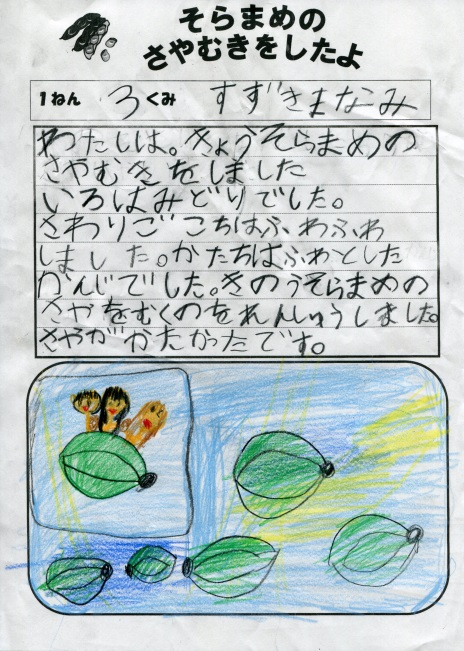 そらまめの
さやむきをしたよ
1ねん 3くみ すずきまなみ
わたしは。きょうそらまめの
さやむきをしました
いろはみどりでした。
さわりごこちはふわふわ
しました。かたちはふわとした
かんじでした。きのうそらまめの
さやをむくのをれんしゅうしました。
さやがかたかったです。